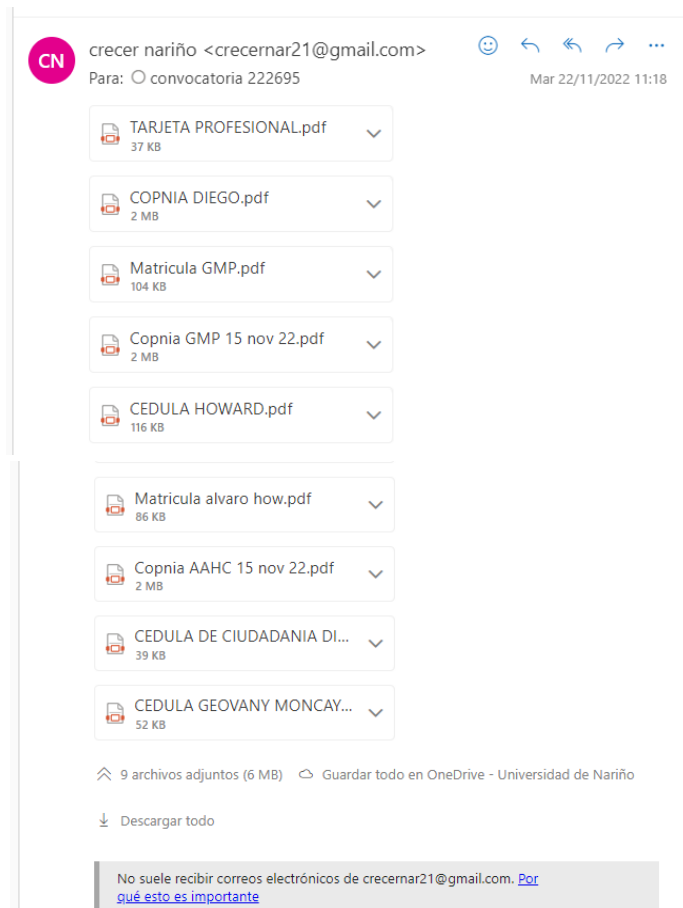 CN
crecer nariño <crecernar21@gmail.com>
Para: convocatoria 222695
Mar 22/11/2022 11:18
TARJETA PROFESIONAL.pdf
37 KB
COPNIA DIEGO.pdf
2 MB
Matricula GMP.pdf
104 KB
Copnia GMP 15 nov 22.pdf
2 MB
CEDULA HOWARD.pdf
116 KB
Matricula alvaro how.pdf
86 KB
Copnia AAHC 15 nov 22.pdf
2 MB
CEDULA DE CIUDADANIA DI...
39 KB
CEDULA GEOVANY MONCAY...
52 KB
9 archivos adjuntos (6 MB) Guardar todo en OneDrive - Universidad de Nariño
Descargar todo
No suele recibir correos electrónicos de crecernar21@gmail.com. Por
qué esto es importante